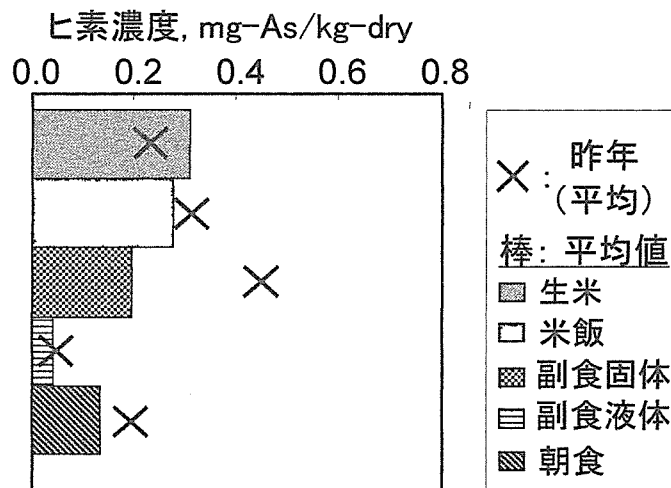 ヒ素濃度, mg-As/kg-dry
0.0 0.2 0.4 0.6 0.8
×: 昨年
(平均)
棒: 平均値
生米
米飯
副食固体
副食液体
朝食